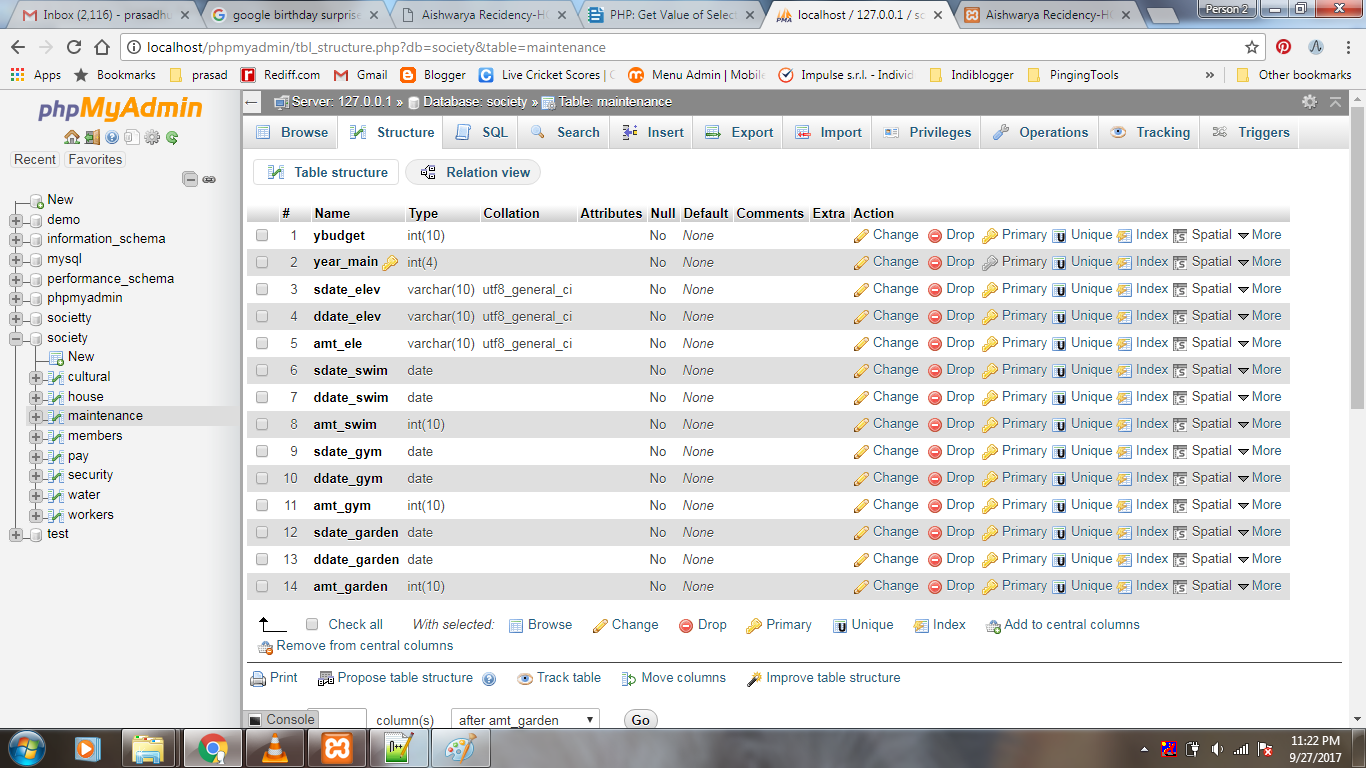 Inbox (2,116) - prasadhu
google birthday surprise
Aishwarya Recidency-HO
PHP: Get Value of Select
localhost / 127.0.0.1 / so
Aishwarya Recidency-HO
Person 2
localhost/phpmyadmin/tbl_structure.php?db=society&table=maintenance
Apps Bookmarks prasad Rediff.com Gmail Blogger Live Cricket Scores | C Menu Admin | Mobile Impulse s.r.l. - Individ Indiblogger PingingTools » Other bookmarks
phpMyAdmin
Recent Favorites
New
demo
information_schema
mysql
performance_schema
phpmyadmin
societty
society
New
cultural
house
maintenance
members
pay
security
water
workers
test
Server: 127.0.0.1 » Database: society » Table: maintenance
Browse Structure SQL Search Insert Export Import Privileges Operations Tracking Triggers
Table structure Relation view
# Name Type Collation Attributes Null Default Comments Extra Action
1 ybudget int(10) No None Change Drop Primary Unique Index Spatial More
2 year_main int(4) No None Change Drop Primary Unique Index Spatial More
3 sdate_elev varchar(10) utf8_general_ci No None Change Drop Primary Unique Index Spatial More
4 ddate_elev varchar(10) utf8_general_ci No None Change Drop Primary Unique Index Spatial More
5 amt_ele varchar(10) utf8_general_ci No None Change Drop Primary Unique Index Spatial More
6 sdate_swim date No None Change Drop Primary Unique Index Spatial More
7 ddate_swim date No None Change Drop Primary Unique Index Spatial More
8 amt_swim int(10) No None Change Drop Primary Unique Index Spatial More
9 sdate_gym date No None Change Drop Primary Unique Index Spatial More
10 ddate_gym date No None Change Drop Primary Unique Index Spatial More
11 amt_gym int(10) No None Change Drop Primary Unique Index Spatial More
12 sdate_garden date No None Change Drop Primary Unique Index Spatial More
13 ddate_garden date No None Change Drop Primary Unique Index Spatial More
14 amt_garden int(10) No None Change Drop Primary Unique Index Spatial More
Check all With selected: Browse Change Drop Primary Unique Index Add to central columns
Remove from central columns
Print Propose table structure Track table Move columns Improve table structure
Console column(s) after amt_garden Go
11:22 PM
9/27/2017